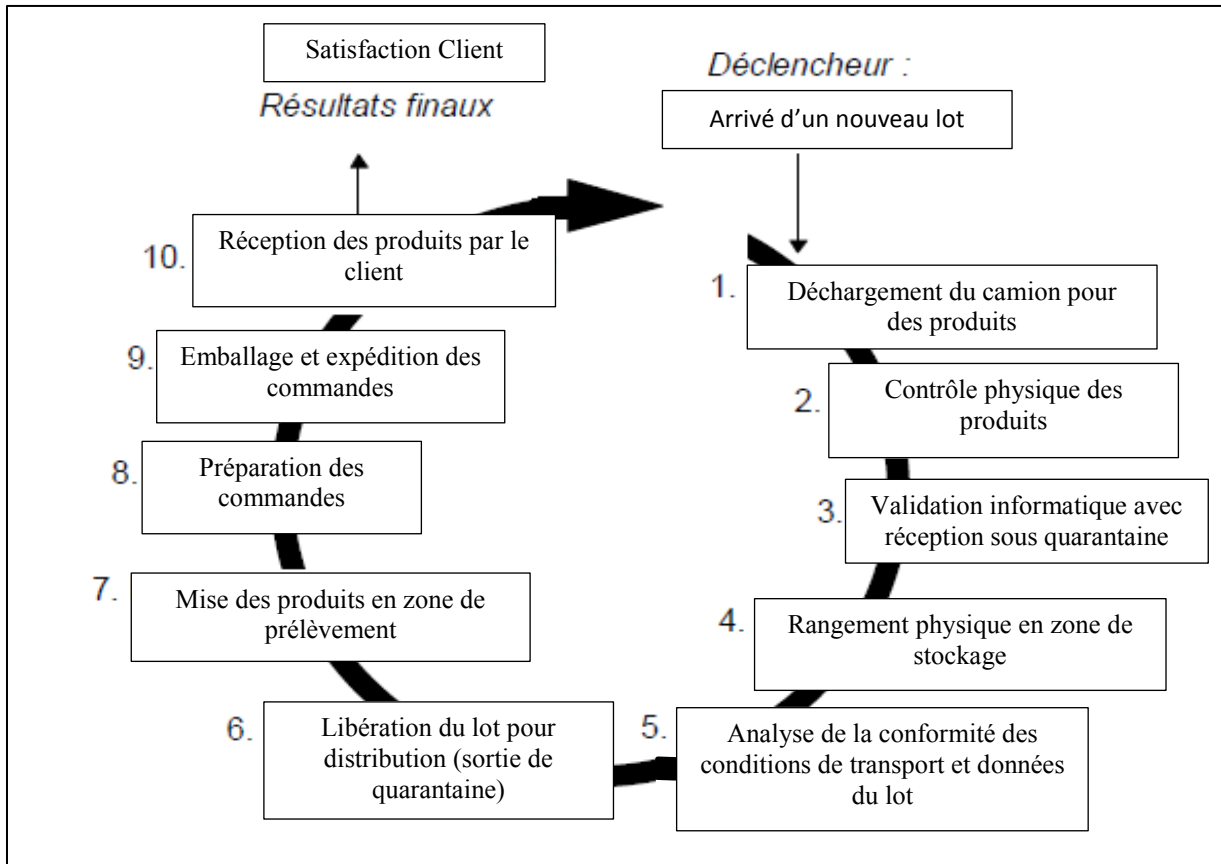 Satisfaction Client
Résultats finaux
Déclencheur :
Arrivé d'un nouveau lot
1. Déchargement du camion pour
des produits
2. Contrôle physique des
produits
3. Validation informatique avec
réception sous quarantaine
4. Rangement physique en zone de
stockage
5. Analyse de la conformité des
conditions de transport et données
du lot
6. Libération du lot pour
distribution (sortie de
quarantaine)
7. Mise des produits en zone de
prélèvement
8. Préparation des
commandes
9. Emballage et expédition des
commandes
10. Réception des produits par le
client